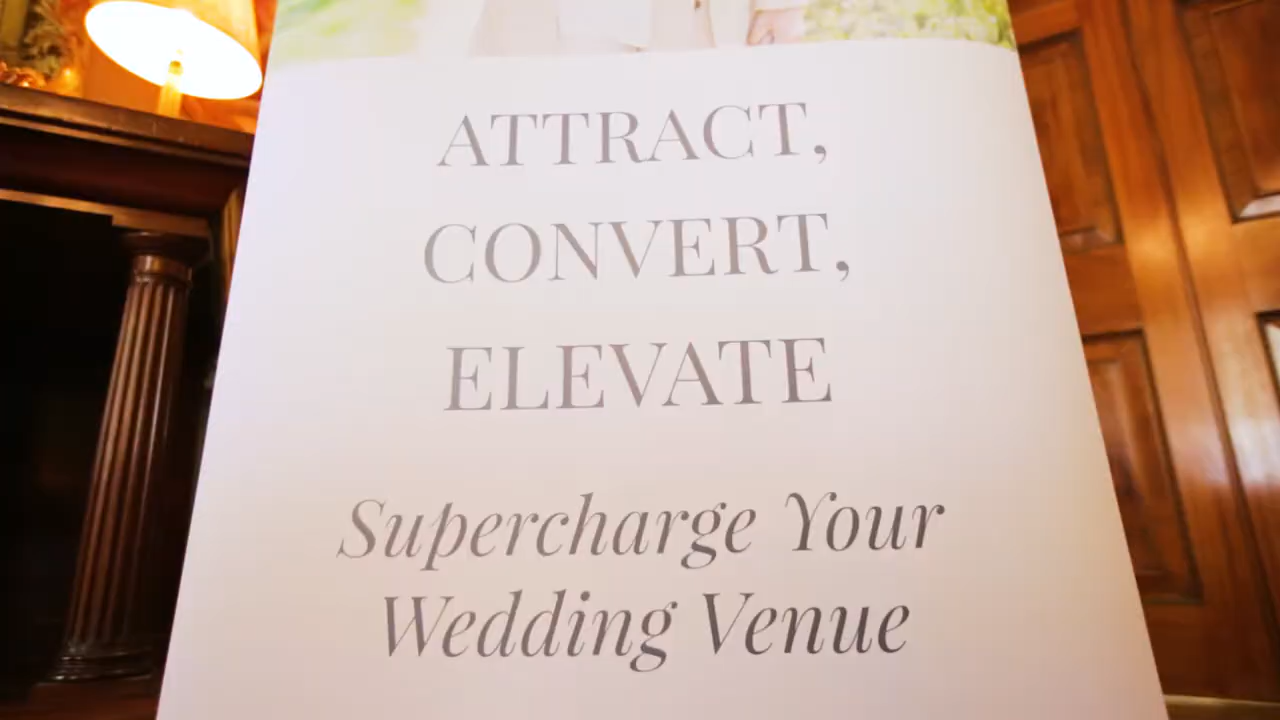 ATTRACT,
CONVERT,
ELEVATE
Supercharge Your
Wedding Venue